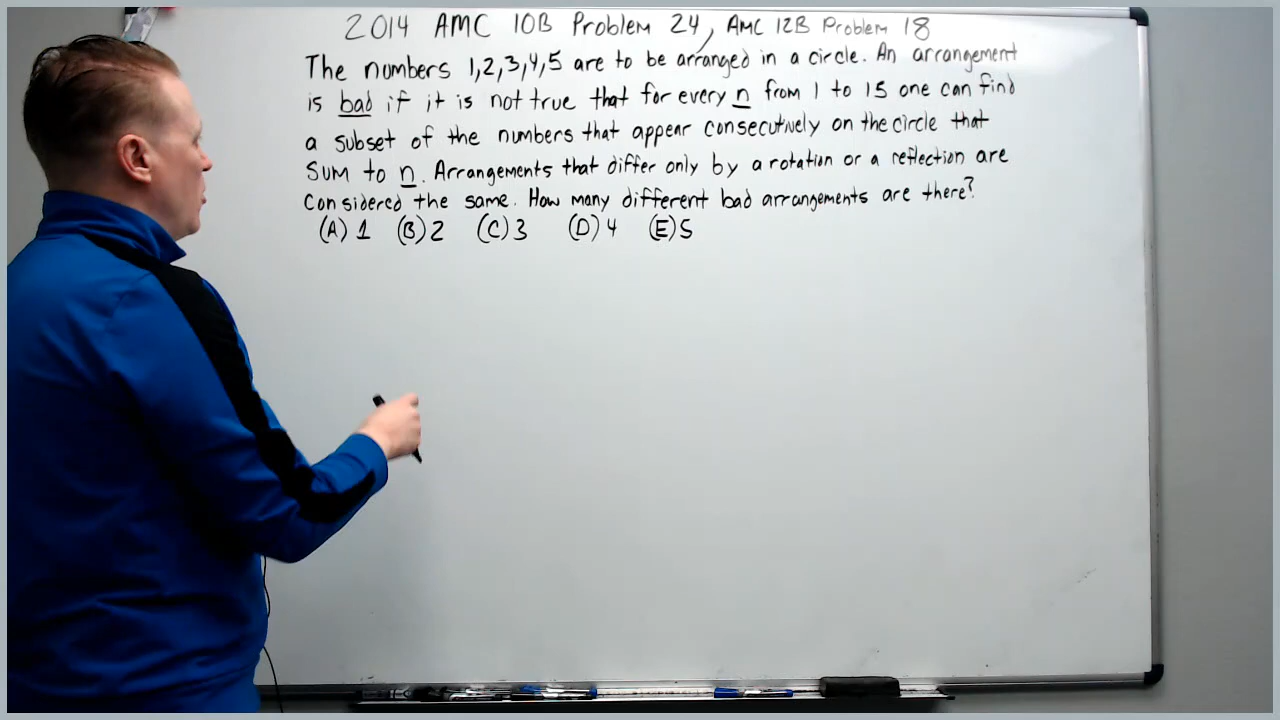 2014 AMC 10B Problem 24, AMC 12B Problem 18
The numbers 1,2,3,4,5 are to be arranged in a circle. An arrangement
is bad if it is not true that for every n from 1 to 15 one can find
a subset of the numbers that appear consecutively on the circle that
sum to n. Arrangements that differ only by a rotation or a reflection are
considered the same. How many different bad arrangements are there?
(A) 1 (B) 2 (C) 3 (D) 4 (E) 5